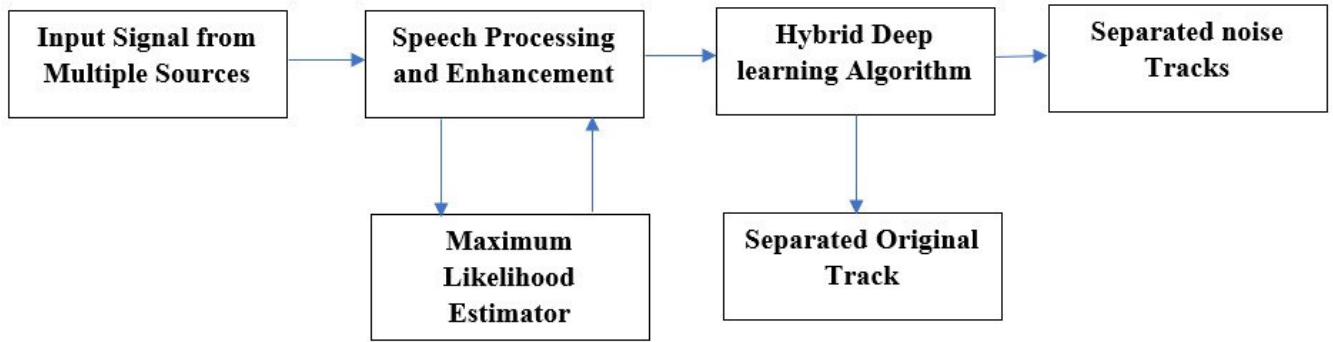 Input Signal from
Multiple Sources
Speech Processing
and Enhancement
Hybrid Deep
learning Algorithm
Separated noise
Tracks
Maximum
Likelihood
Estimator
Separated Original
Track